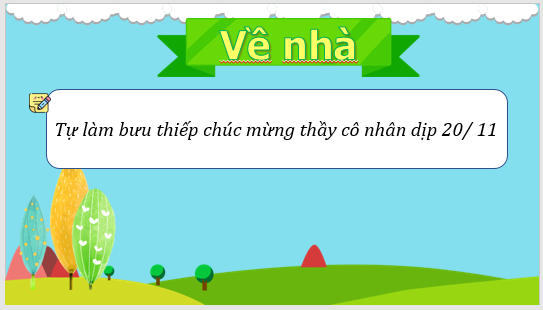 Về nhà
Tự làm bưu thiếp chúc mừng thầy cô nhân dịp 20/ 11